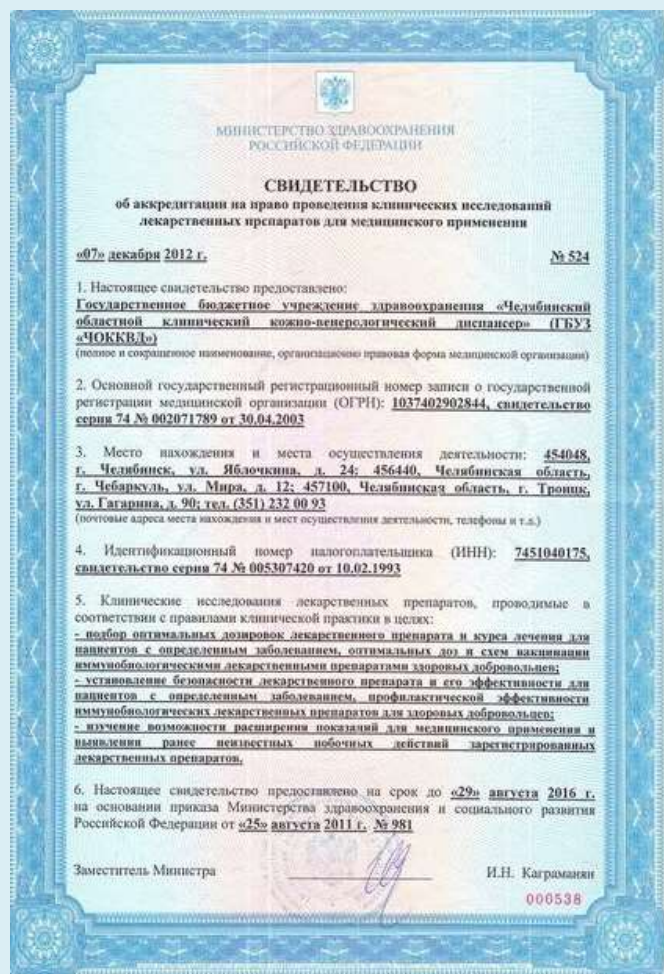 МИНИСТЕРСТВО ЗДРАВООХРАНЕНИЯ
РОССИЙСКОЙ ФЕДЕРАЦИИ
СВИДЕТЕЛЬСТВО
об аккредитации на право проведения клинических исследований
лекарственных препаратов для медицинского применения
«07» декабря 2012 г. № 524
1. Настоящее свидетельство предоставлено:
Государственное бюджетное учреждение здравоохранения «Челябинский
областной клинический кожно-венерологический диспансер» (ГБУЗ
«ЧОККВД»)
(полное и сокращенное наименование, организационно правовая форма медицинской организации)
2. Основной государственный регистрационный номер записи о государственной
регистрации медицинской организации (ОГРН): 1037402902844, свидетельство
серия 74 № 002071789 от 30.04.2003
3. Место нахождения и места осуществления деятельности: 454048,
г. Челябинск, ул. Яблочкина, д. 24; 456440, Челябинская область,
г. Чебаркуль, ул. Мира, д. 12; 457100, Челябинская область, г. Троицк,
ул. Гагарина, д. 90; тел. (351) 232 00 93
(почтовые адреса места нахождения и мест осуществления деятельности, телефоны и т.д.)
4. Идентификационный номер налогоплательщика (ИНН): 7451040175,
свидетельство серия 74 № 005307420 от 10.02.1993
5. Клинические исследования лекарственных препаратов, проводимые в
соответствии с правилами клинической практики в целях:
- подбор оптимальных дозировок лекарственного препарата и курса лечения для
пациентов с определенным заболеванием, оптимальных доз и схем вакцинации
иммунобиологическими лекарственными препаратами здоровых добровольцев;
- установление безопасности лекарственного препарата и его эффективности для
пациентов с определенным заболеванием, профилактической эффективности
иммунобиологических лекарственных препаратов для здоровых добровольцев;
- изучение возможности расширения показаний для медицинского применения и
выявления ранее неизвестных побочных действий зарегистрированных
лекарственных препаратов.
6. Настоящее свидетельство предоставлено на срок до «29» августа 2016 г.
на основании приказа Министерства здравоохранения и социального развития
Российской Федерации от «25» августа 2011 г. № 981
Заместитель Министра И.Н. Каграманян
000538